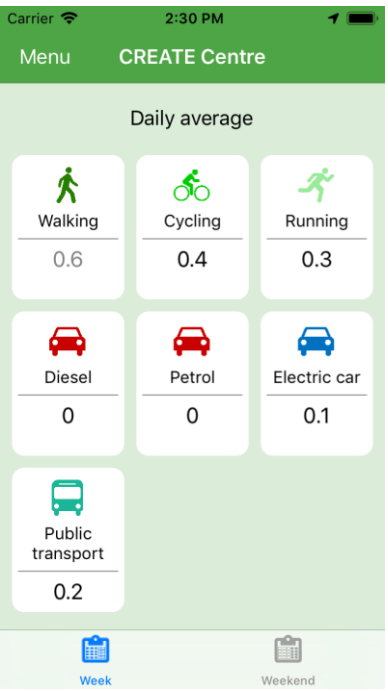 Carrier 2:30 PM
Menu CREATE Centre
Daily average
Walking Cycling Running
0.6 0.4 0.3
Diesel Petrol Electric car
0 0 0.1
Public
transport
0.2
Week Weekend